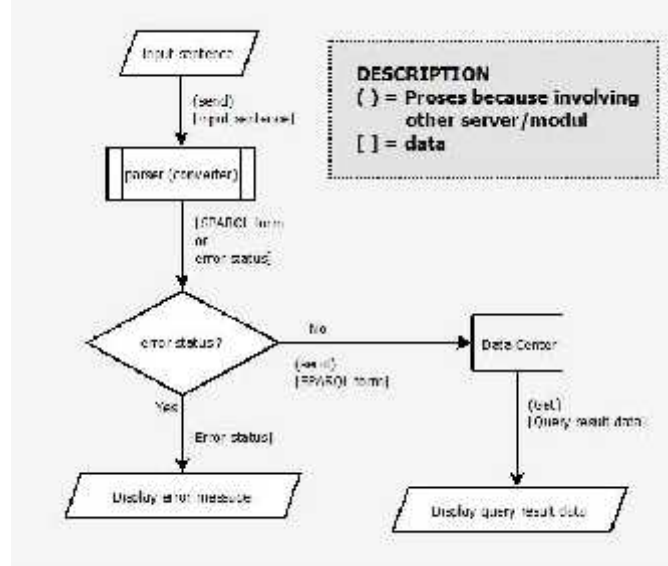 Input sentence
DESCRIPTION
( ) = Proses because involving
other server/modul
[ ] = data
(send)
[input sentence]
parser (converter)
[SPARQL form
or
error status]
error status?
No
(send)
[SPARQL form]
Data Center
Yes
Error status]
(Get)
[Query result data]
Display error message
Display query result data